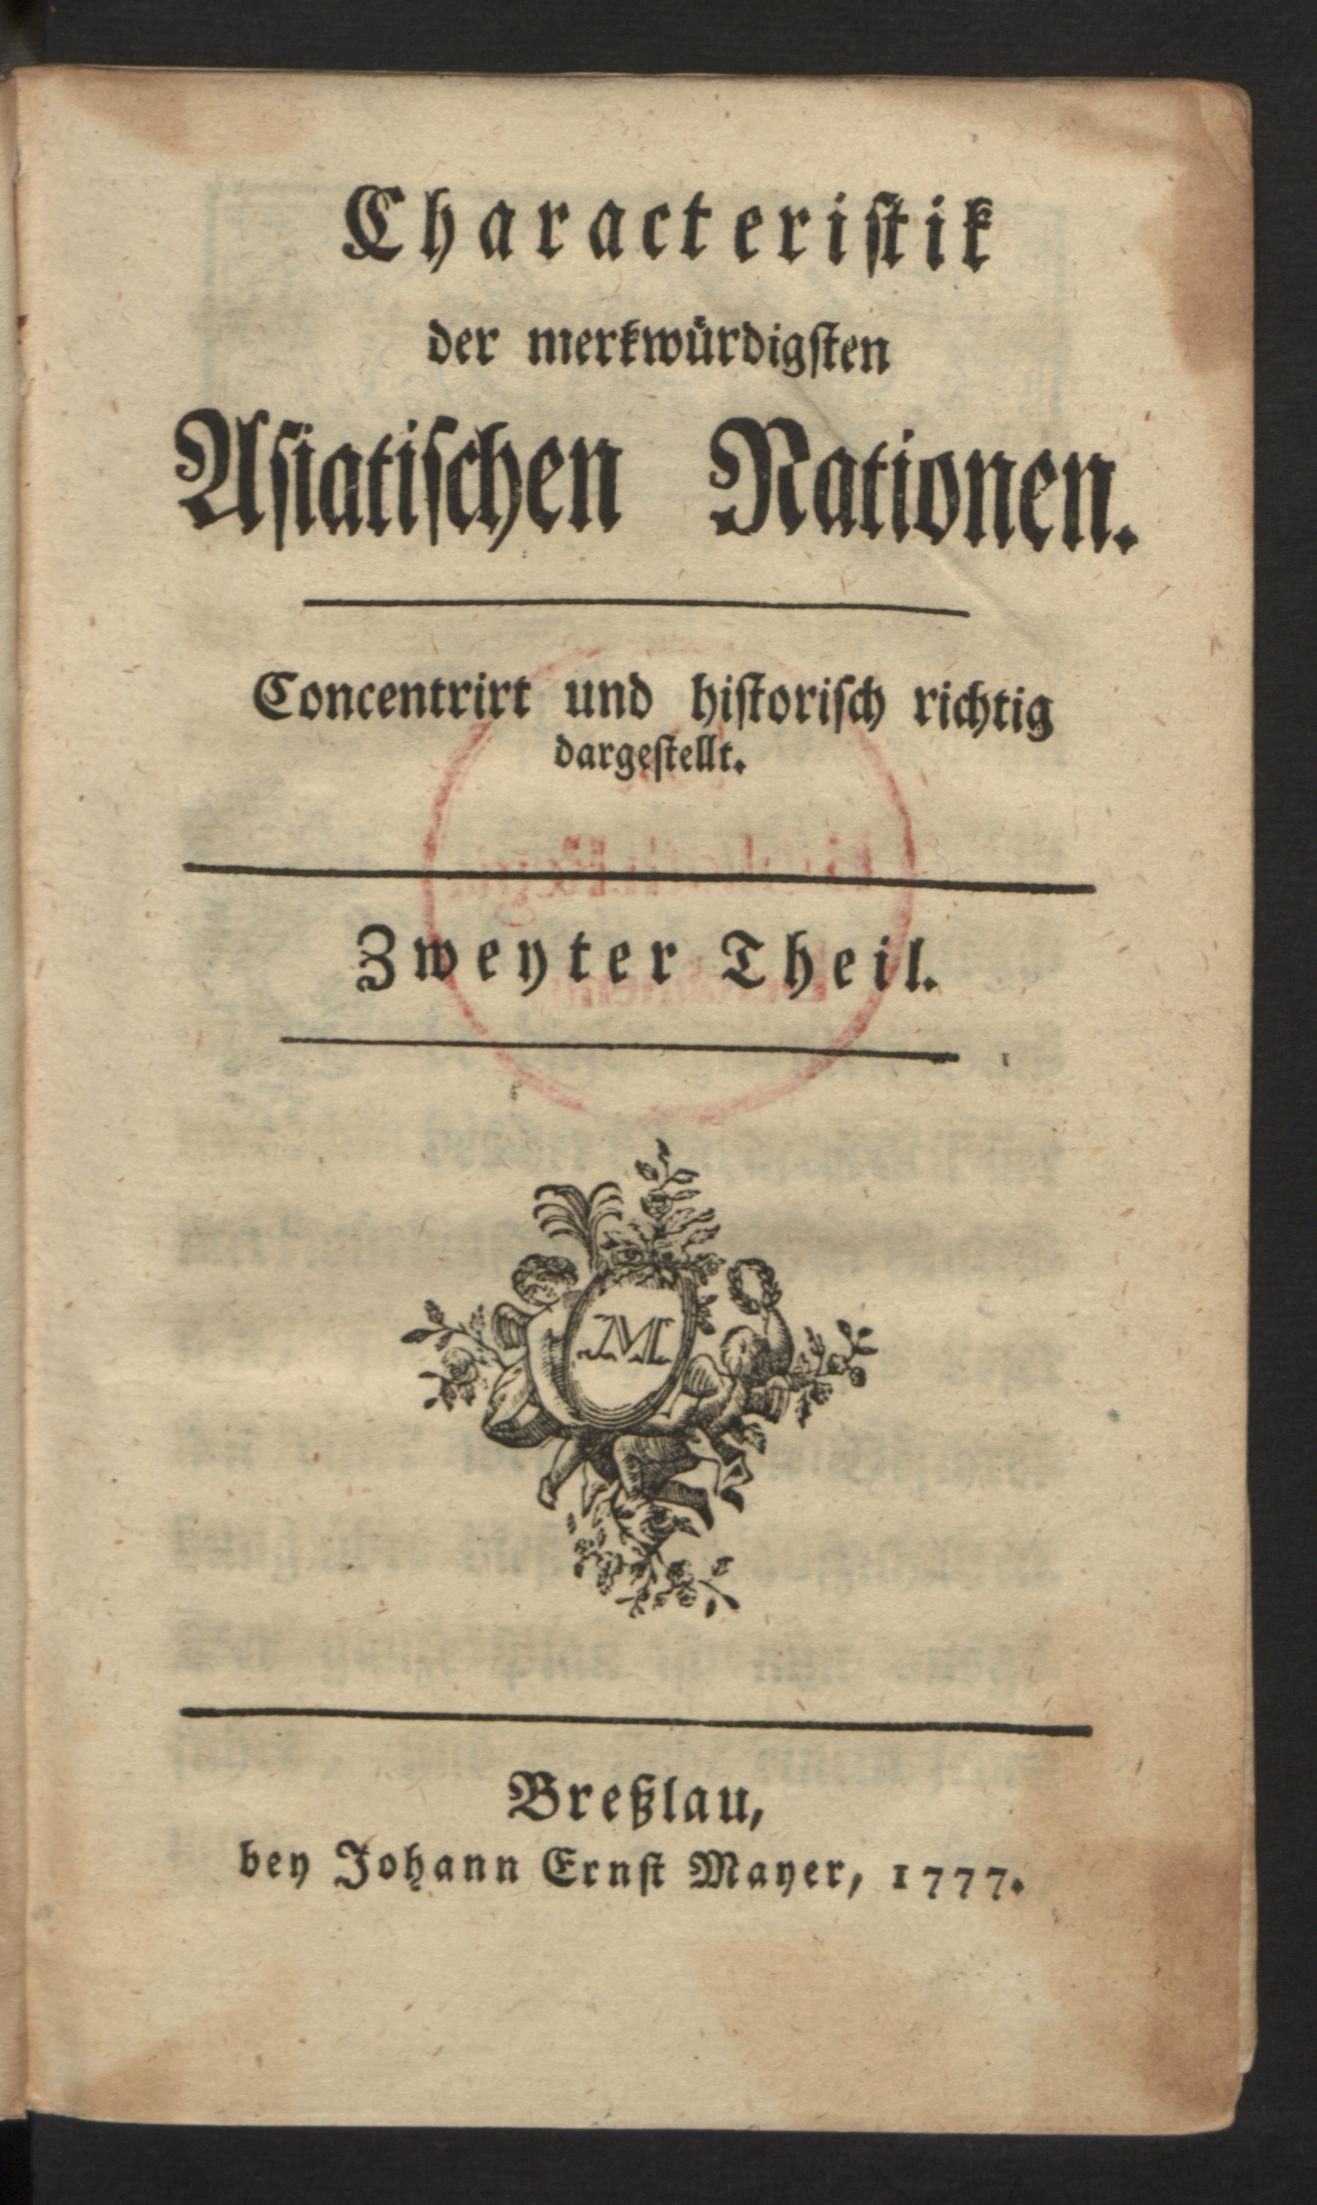 Characteristik
der merkwürdigsten
Asiatischen Nationen.
Concentrirt und historisch richtig
dargestellt.
Zweyter Theil.
M
Breßlau,
bey Johann Ernst Mayer, 1777.